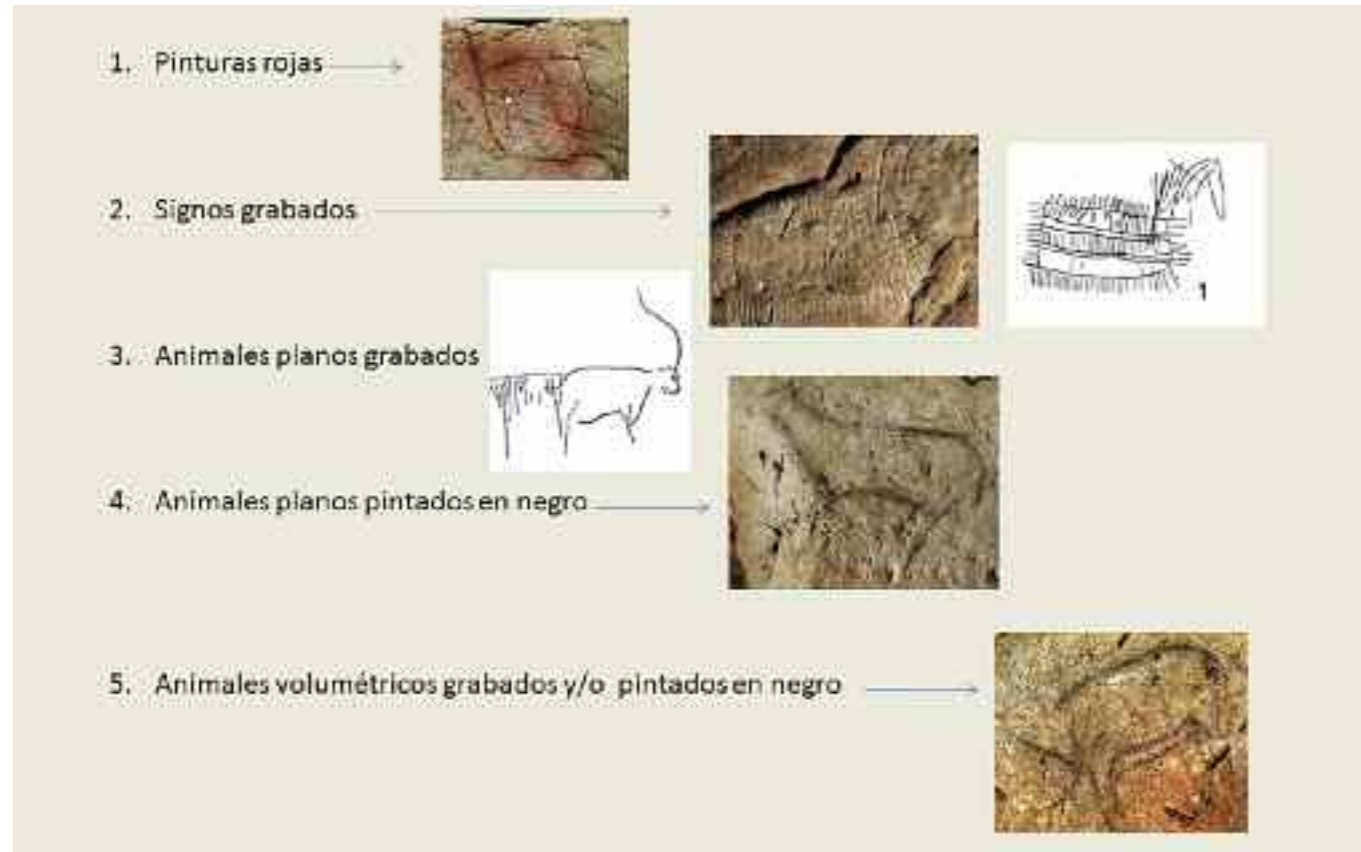 1. Pinturas rojas
2. Signos grabados
1
3. Animales planos grabados
4. Animales planos pintados en negro
5. Animales volumétricos grabados y/o pintados en negro